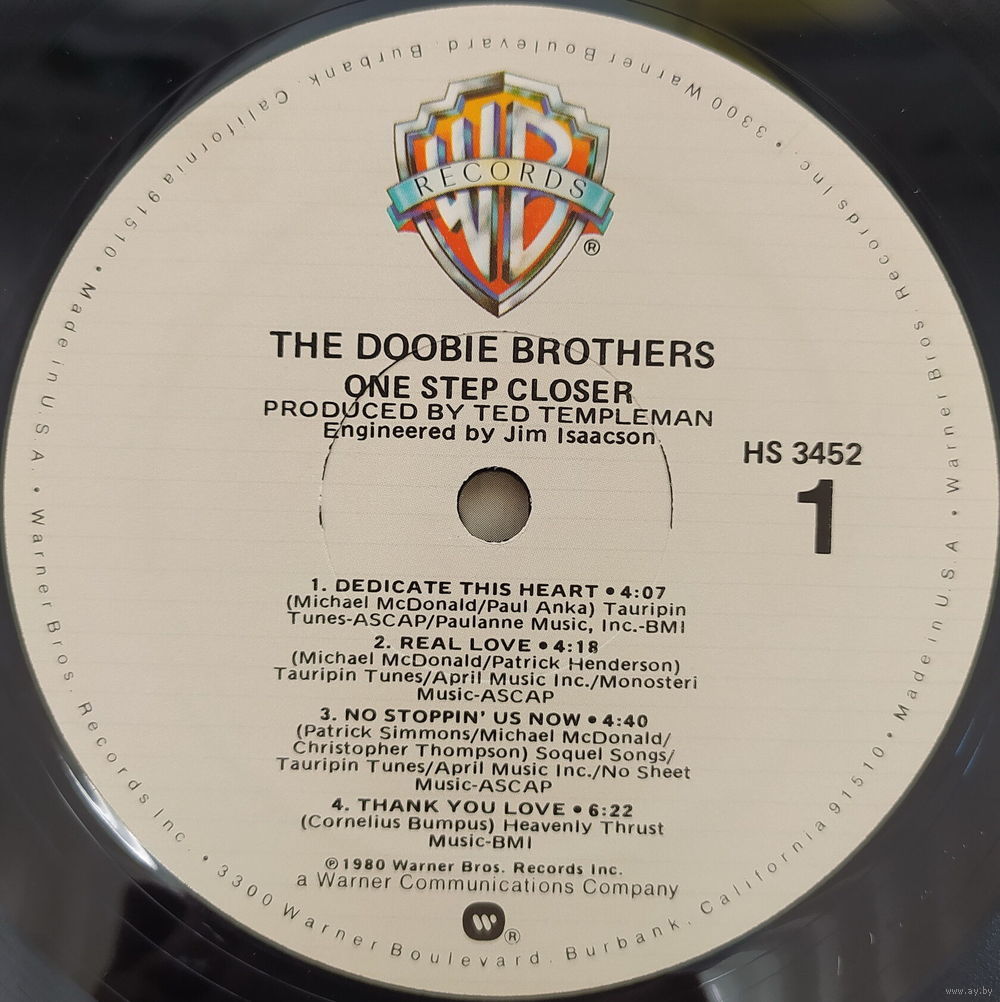 RECORDS
®
THE DOOBIE BROTHERS
ONE STEP CLOSER
PRODUCED BY TED TEMPLEMAN
Engineered by Jim Isaacson
HS 3452
1
1. DEDICATE THIS HEART • 4:07
(Michael McDonald/Paul Anka) Tauripin
Tunes-ASCAP/Paulanne Music, Inc.-BMI
2. REAL LOVE • 4:18
(Michael McDonald/Patrick Henderson)
Tauripin Tunes/April Music Inc./Monosteri
Music-ASCAP
3. NO STOPPIN' US NOW • 4:40
(Patrick Simmons/Michael McDonald/
Christopher Thompson) Soquel Songs/
Tauripin Tunes/April Music Inc./No Sheet
Music-ASCAP
4. THANK YOU LOVE • 6:22
(Cornelius Bumpus) Heavenly Thrust
Music-BMI
℗1980 Warner Bros. Records Inc.
a Warner Communications Company
®
Warner Bros. Records Inc. • 3300 Warner Boulevard. Burbank. California 91510 • Made in U.S.A. •
Warner Bros. Records Inc. • 3300 Warner Boulevard. Burbank. California 91510 • Made in U.S.A. •
www.ay.by